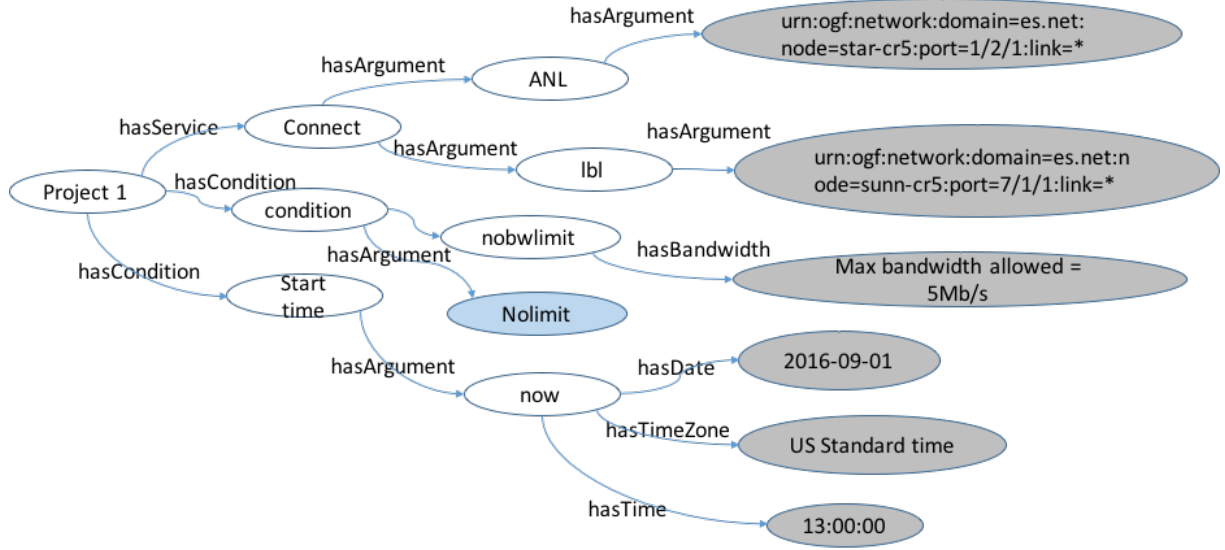 hasArgument
urn:ogf:network:domain=es.net:
node=star-cr5:port=1/2/1:link=*
hasArgument
ANL
hasService
Connect
hasArgument
hasArgument
lbl
urn:ogf:network:domain=es.net:n
ode=sunn-cr5:port=7/1/1:link=*
Project 1
hasCondition
condition
nobwlimit
hasBandwidth
Max bandwidth allowed =
5Mb/s
hasArgument
hasCondition
Start
time
Nolimit
hasArgument
now
hasDate
2016-09-01
hasTimeZone
US Standard time
hasTime
13:00:00